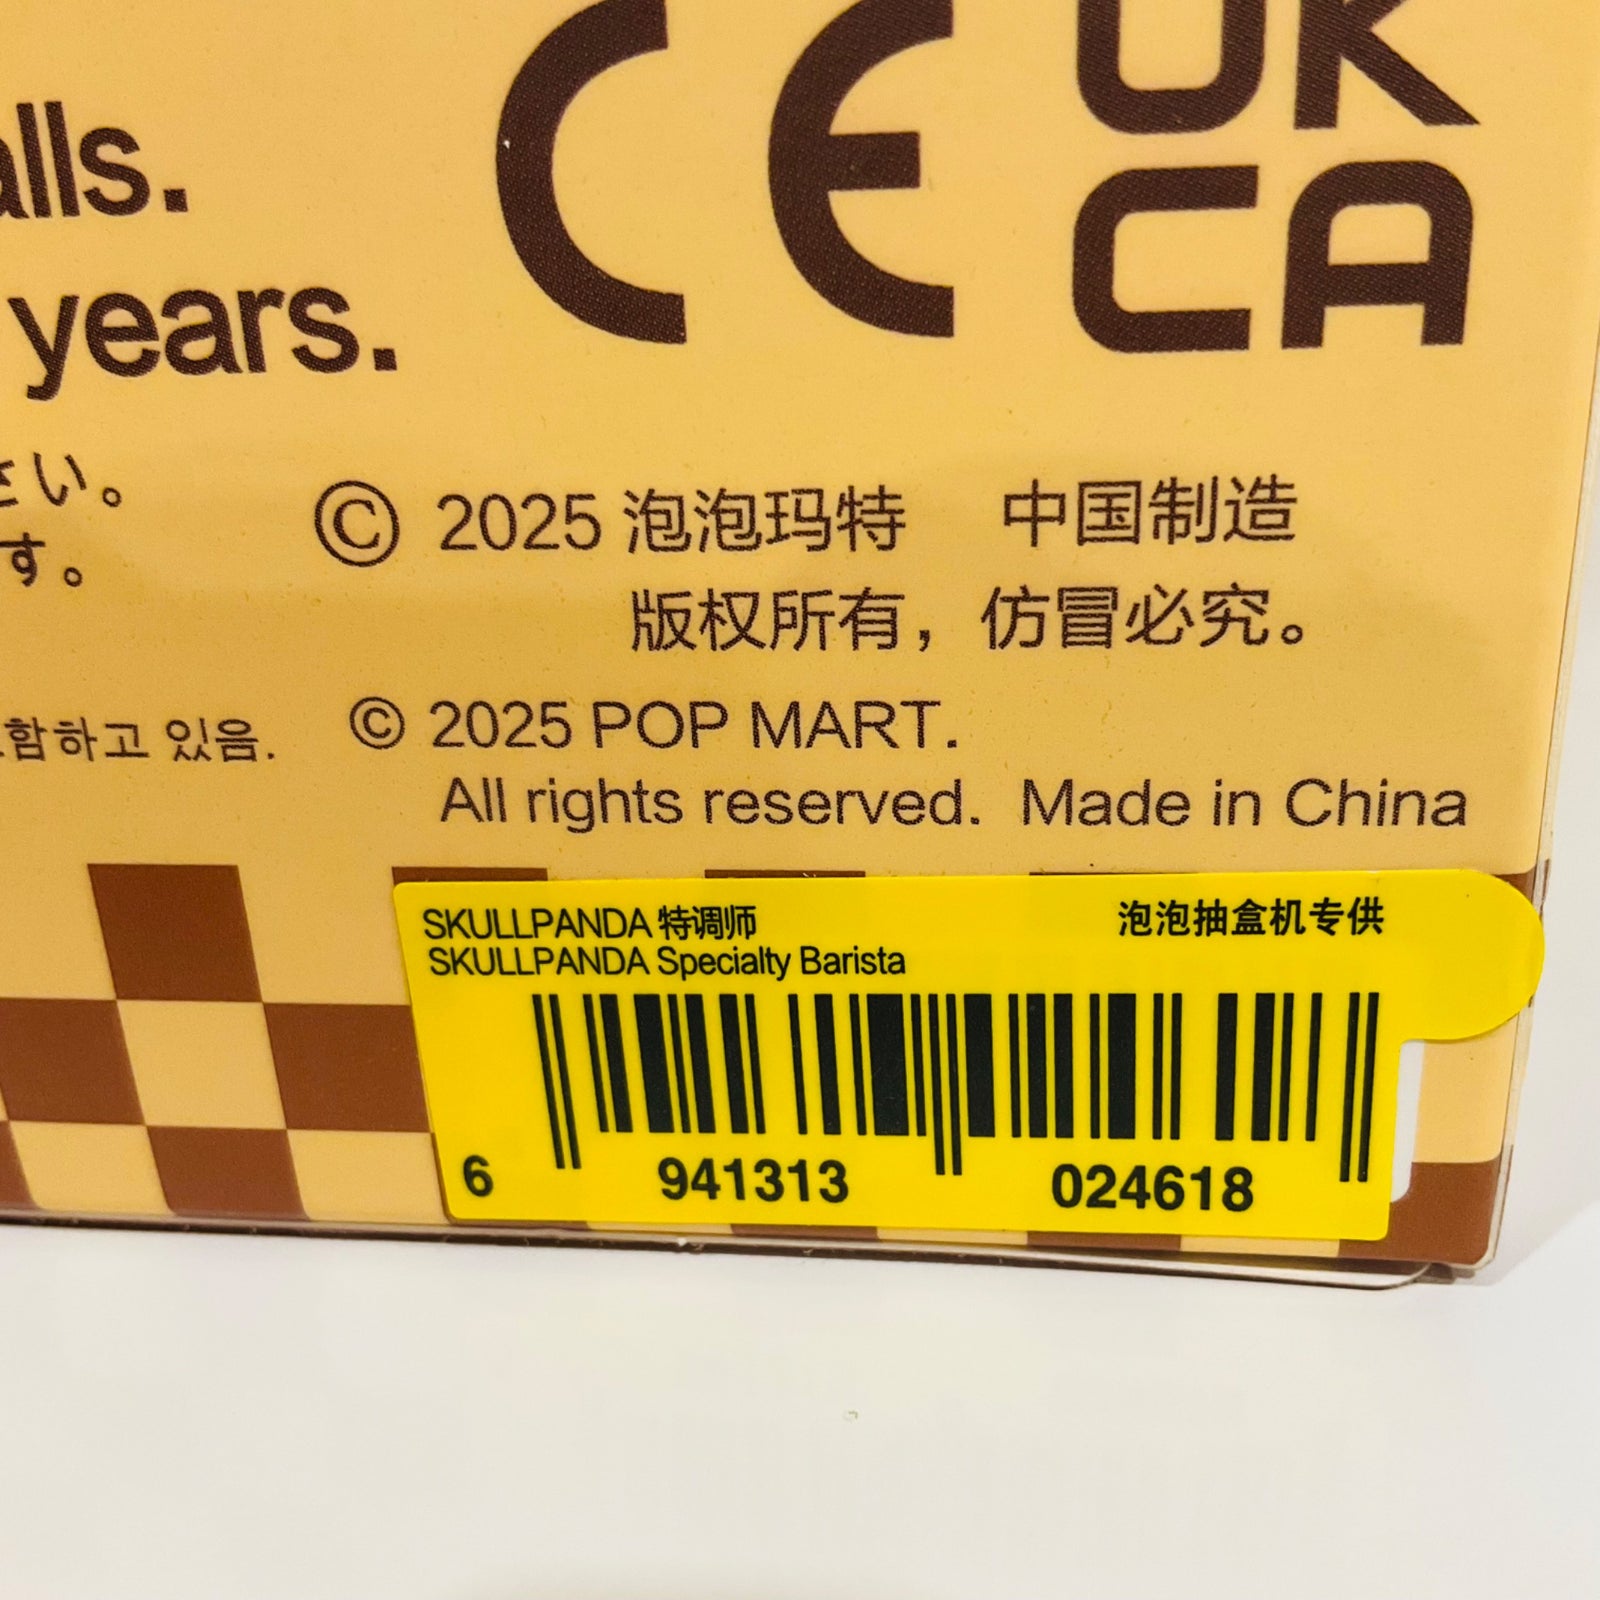 CE
UK
CA
years.
さい。
す。
© 2025 泡泡玛特 中国制造
版权所有，仿冒必究。
함하고 있음.
© 2025 POP MART.
All rights reserved. Made in China
SKULLPANDA 特调师
泡泡抽盒机专供
SKULLPANDA Specialty Barista
6 941313 024618